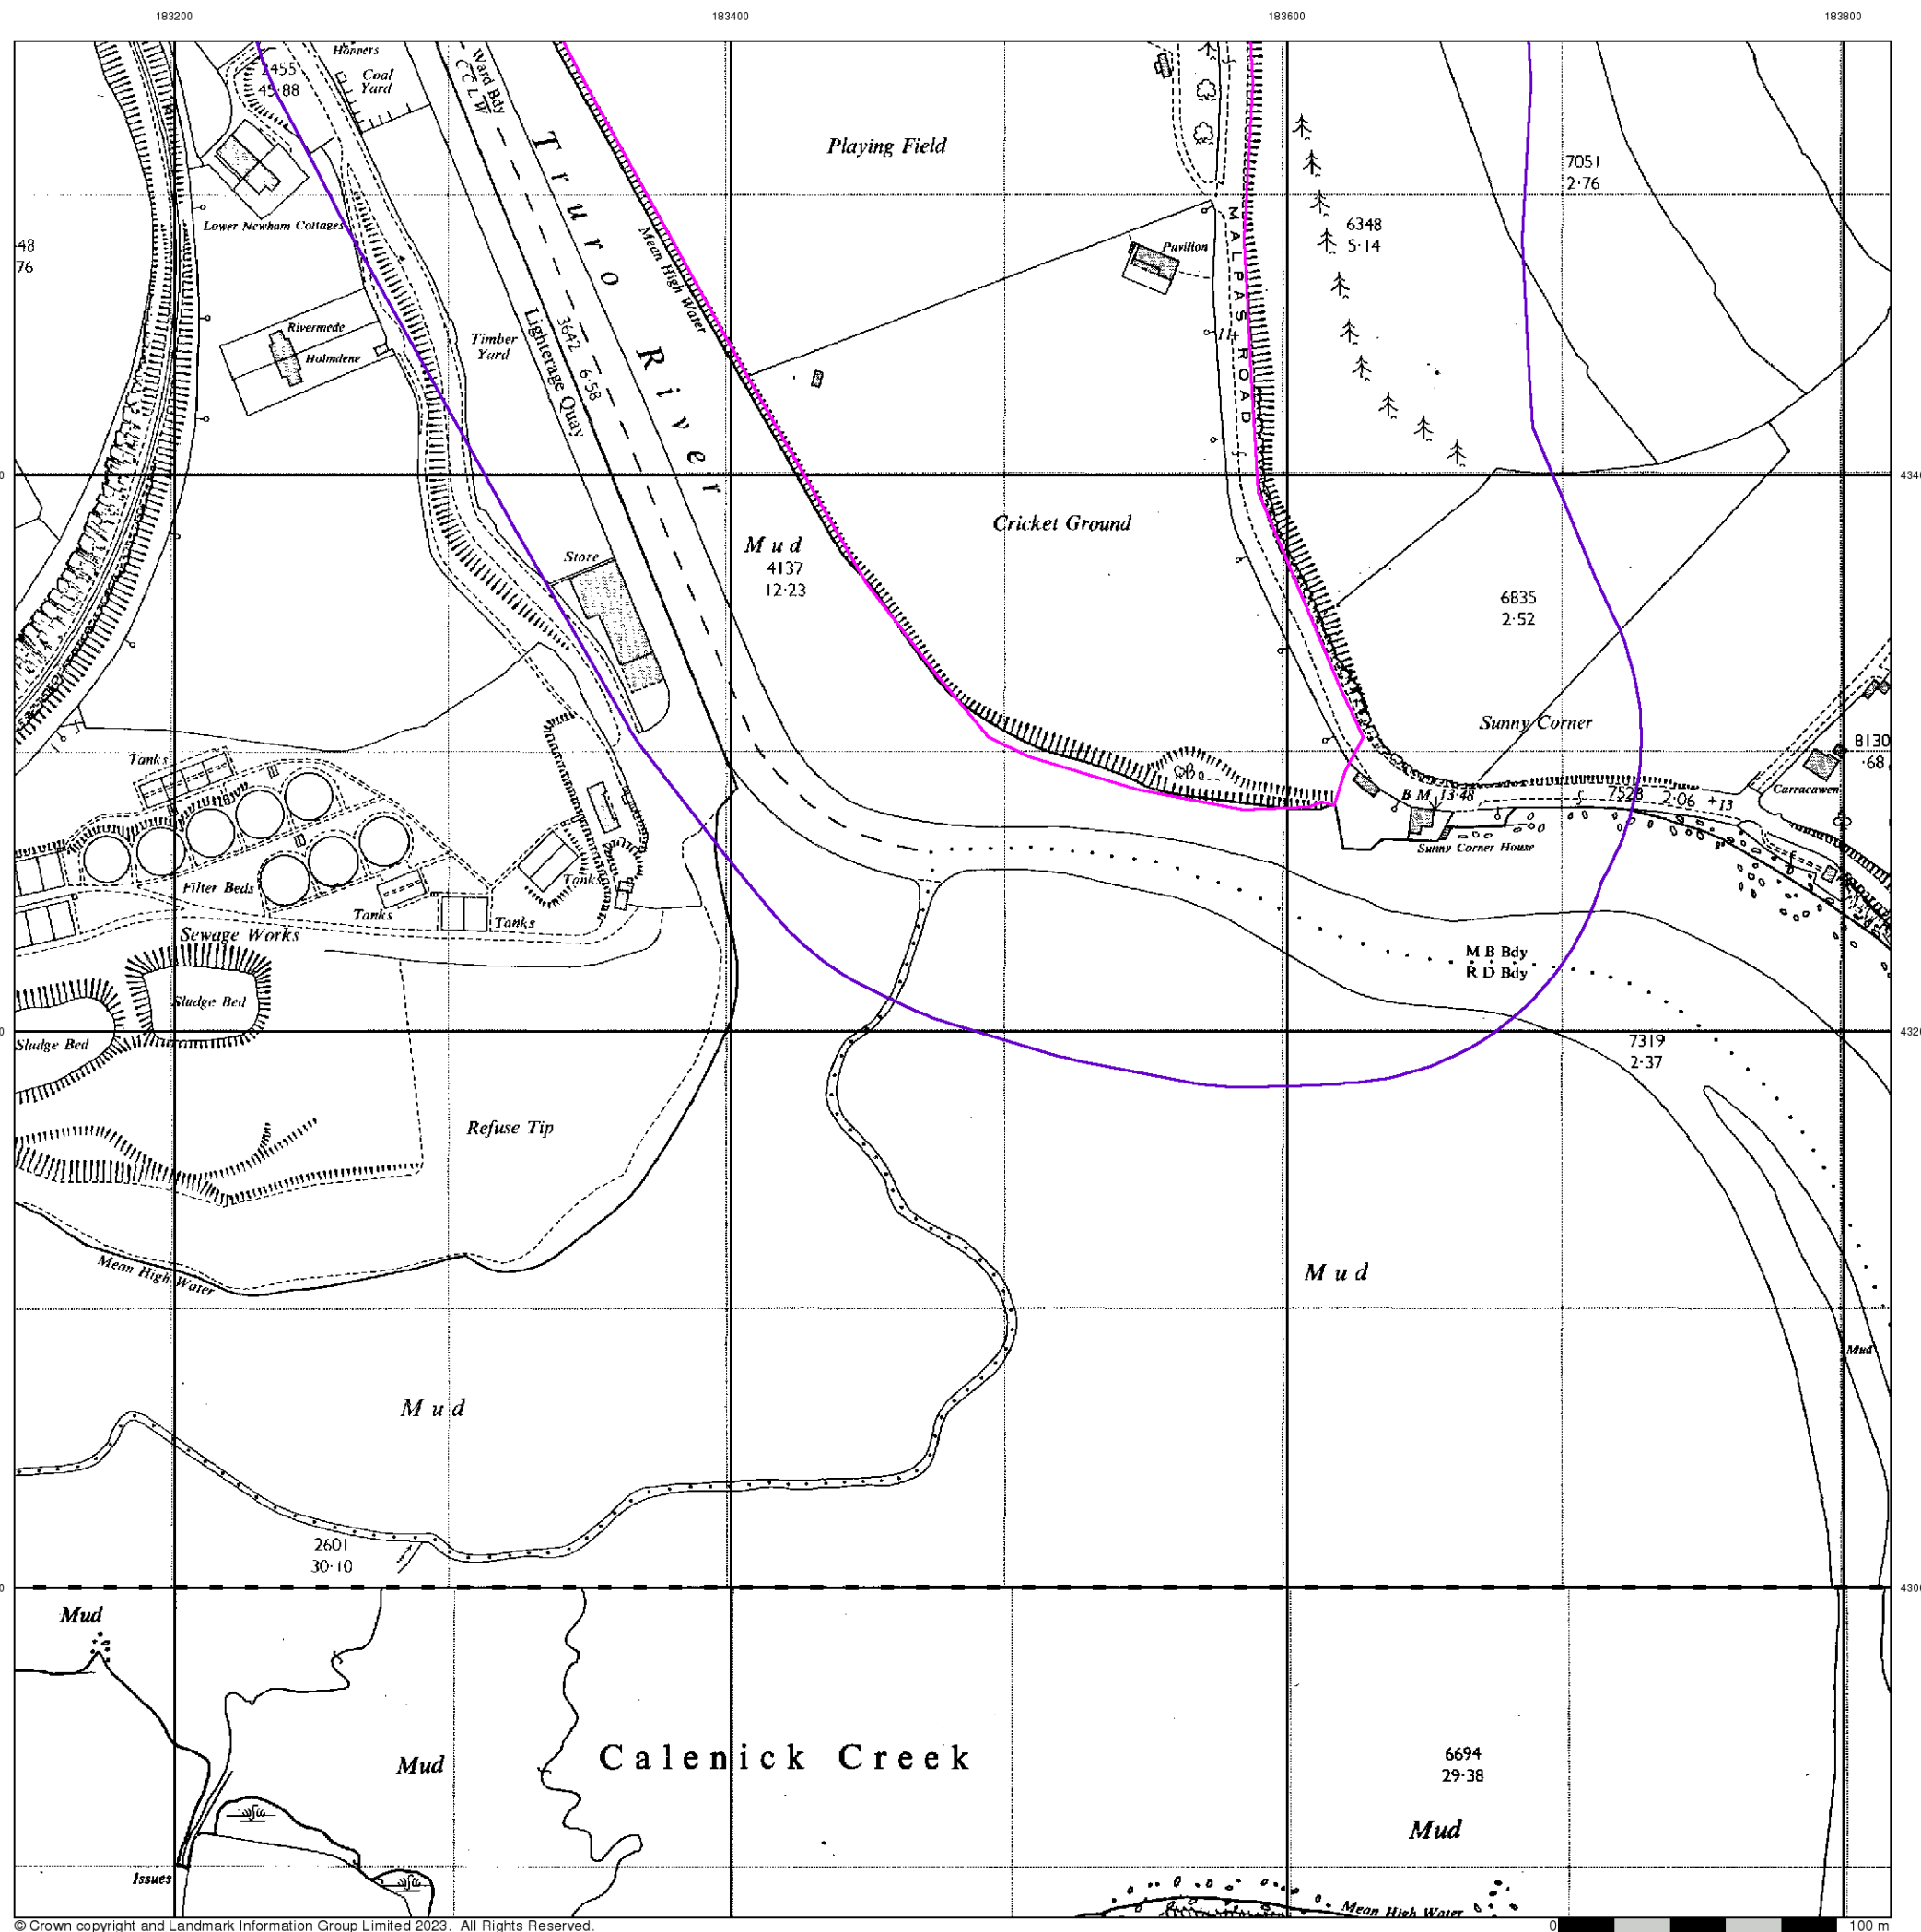 183200
183400
183600
183800
Hoppers
Coal
Yard
2455
45·88
Ward Bdy
C C L W
Truro River
Playing Field
7051
2·76
Lower Newham Cottages
·48
76
6348
5·14
Pavilion
MALPAS ROAD
11+
Mean High Water
Rivermede
Holmdene
Timber
Yard
Lighterage Quay
3642 6·58
Cricket Ground
Mud
4137
12·23
Store
6835
2·52
Sunny Corner
Tanks
8130
·68
Carracawen
B M 13·48
7528 2·06 +13
Sunny Corner House
Filter Beds
Tanks
Tanks
Tanks
Sewage Works
M B Bdy
R D Bdy
Sludge Bed
Sludge Bed
7319
2·37
Refuse Tip
Mean High Water
Mud
Mud
Mud
2601
30·10
Mud
Mud
Calenick Creek
6694
29·38
Mud
Issues
Mean High Water
© Crown copyright and Landmark Information Group Limited 2023. All Rights Reserved.
0
100 m